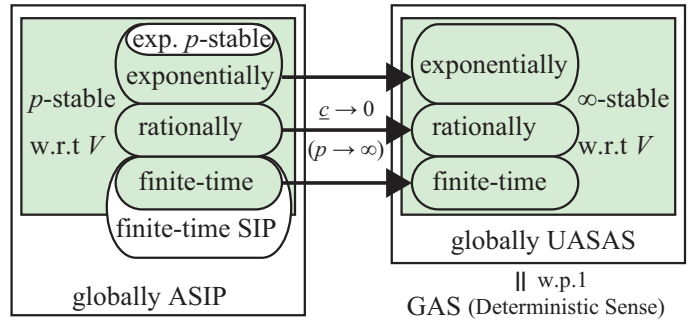 exp. p-stable
exponentially
p-stable
w.r.t V
rationally
finite-time
finite-time SIP
globally ASIP
c → 0
(p → ∞)
exponentially
∞-stable
rationally
w.r.t V
finite-time
globally UASAS
|| w.p.1
GAS (Deterministic Sense)